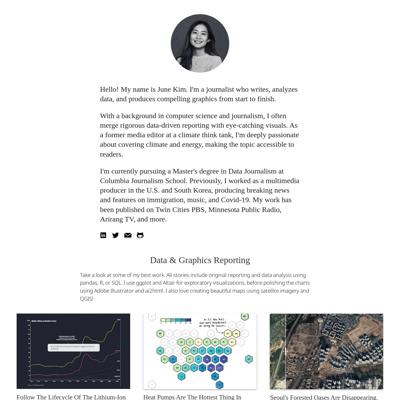 Hello! My name is June Kim. I'm a journalist who writes, analyzes
data, and produces compelling graphics from start to finish.
With a background in computer science and journalism, I often
merge rigorous data-driven reporting with eye-catching visuals. As
a former media editor at a climate think tank, I'm deeply passionate
about covering climate and energy, making the topic accessible to
readers.
I'm currently pursuing a Master's degree in Data Journalism at
Columbia Journalism School. Previously, I worked as a multimedia
producer in the U.S. and South Korea, producing breaking news
and features on immigration, music, and Covid-19. My work has
been published on Twin Cities PBS, Minnesota Public Radio,
Arirang TV, and more.
Data & Graphics Reporting
Take a look at some of my best work. All stories include original reporting and data analysis using
pandas, R, or SQL. I use ggplot and Altair for exploratory visualizations, before polishing the charts
using Adobe Illustrator and ai2html. I also love creating beautiful maps using satellite imagery and
QGIS!
Follow The Lifecycle Of The Lithium-Ion
Heat Pumps Are The Hottest Thing In
Seoul's Forested Oases Are Disappearing.